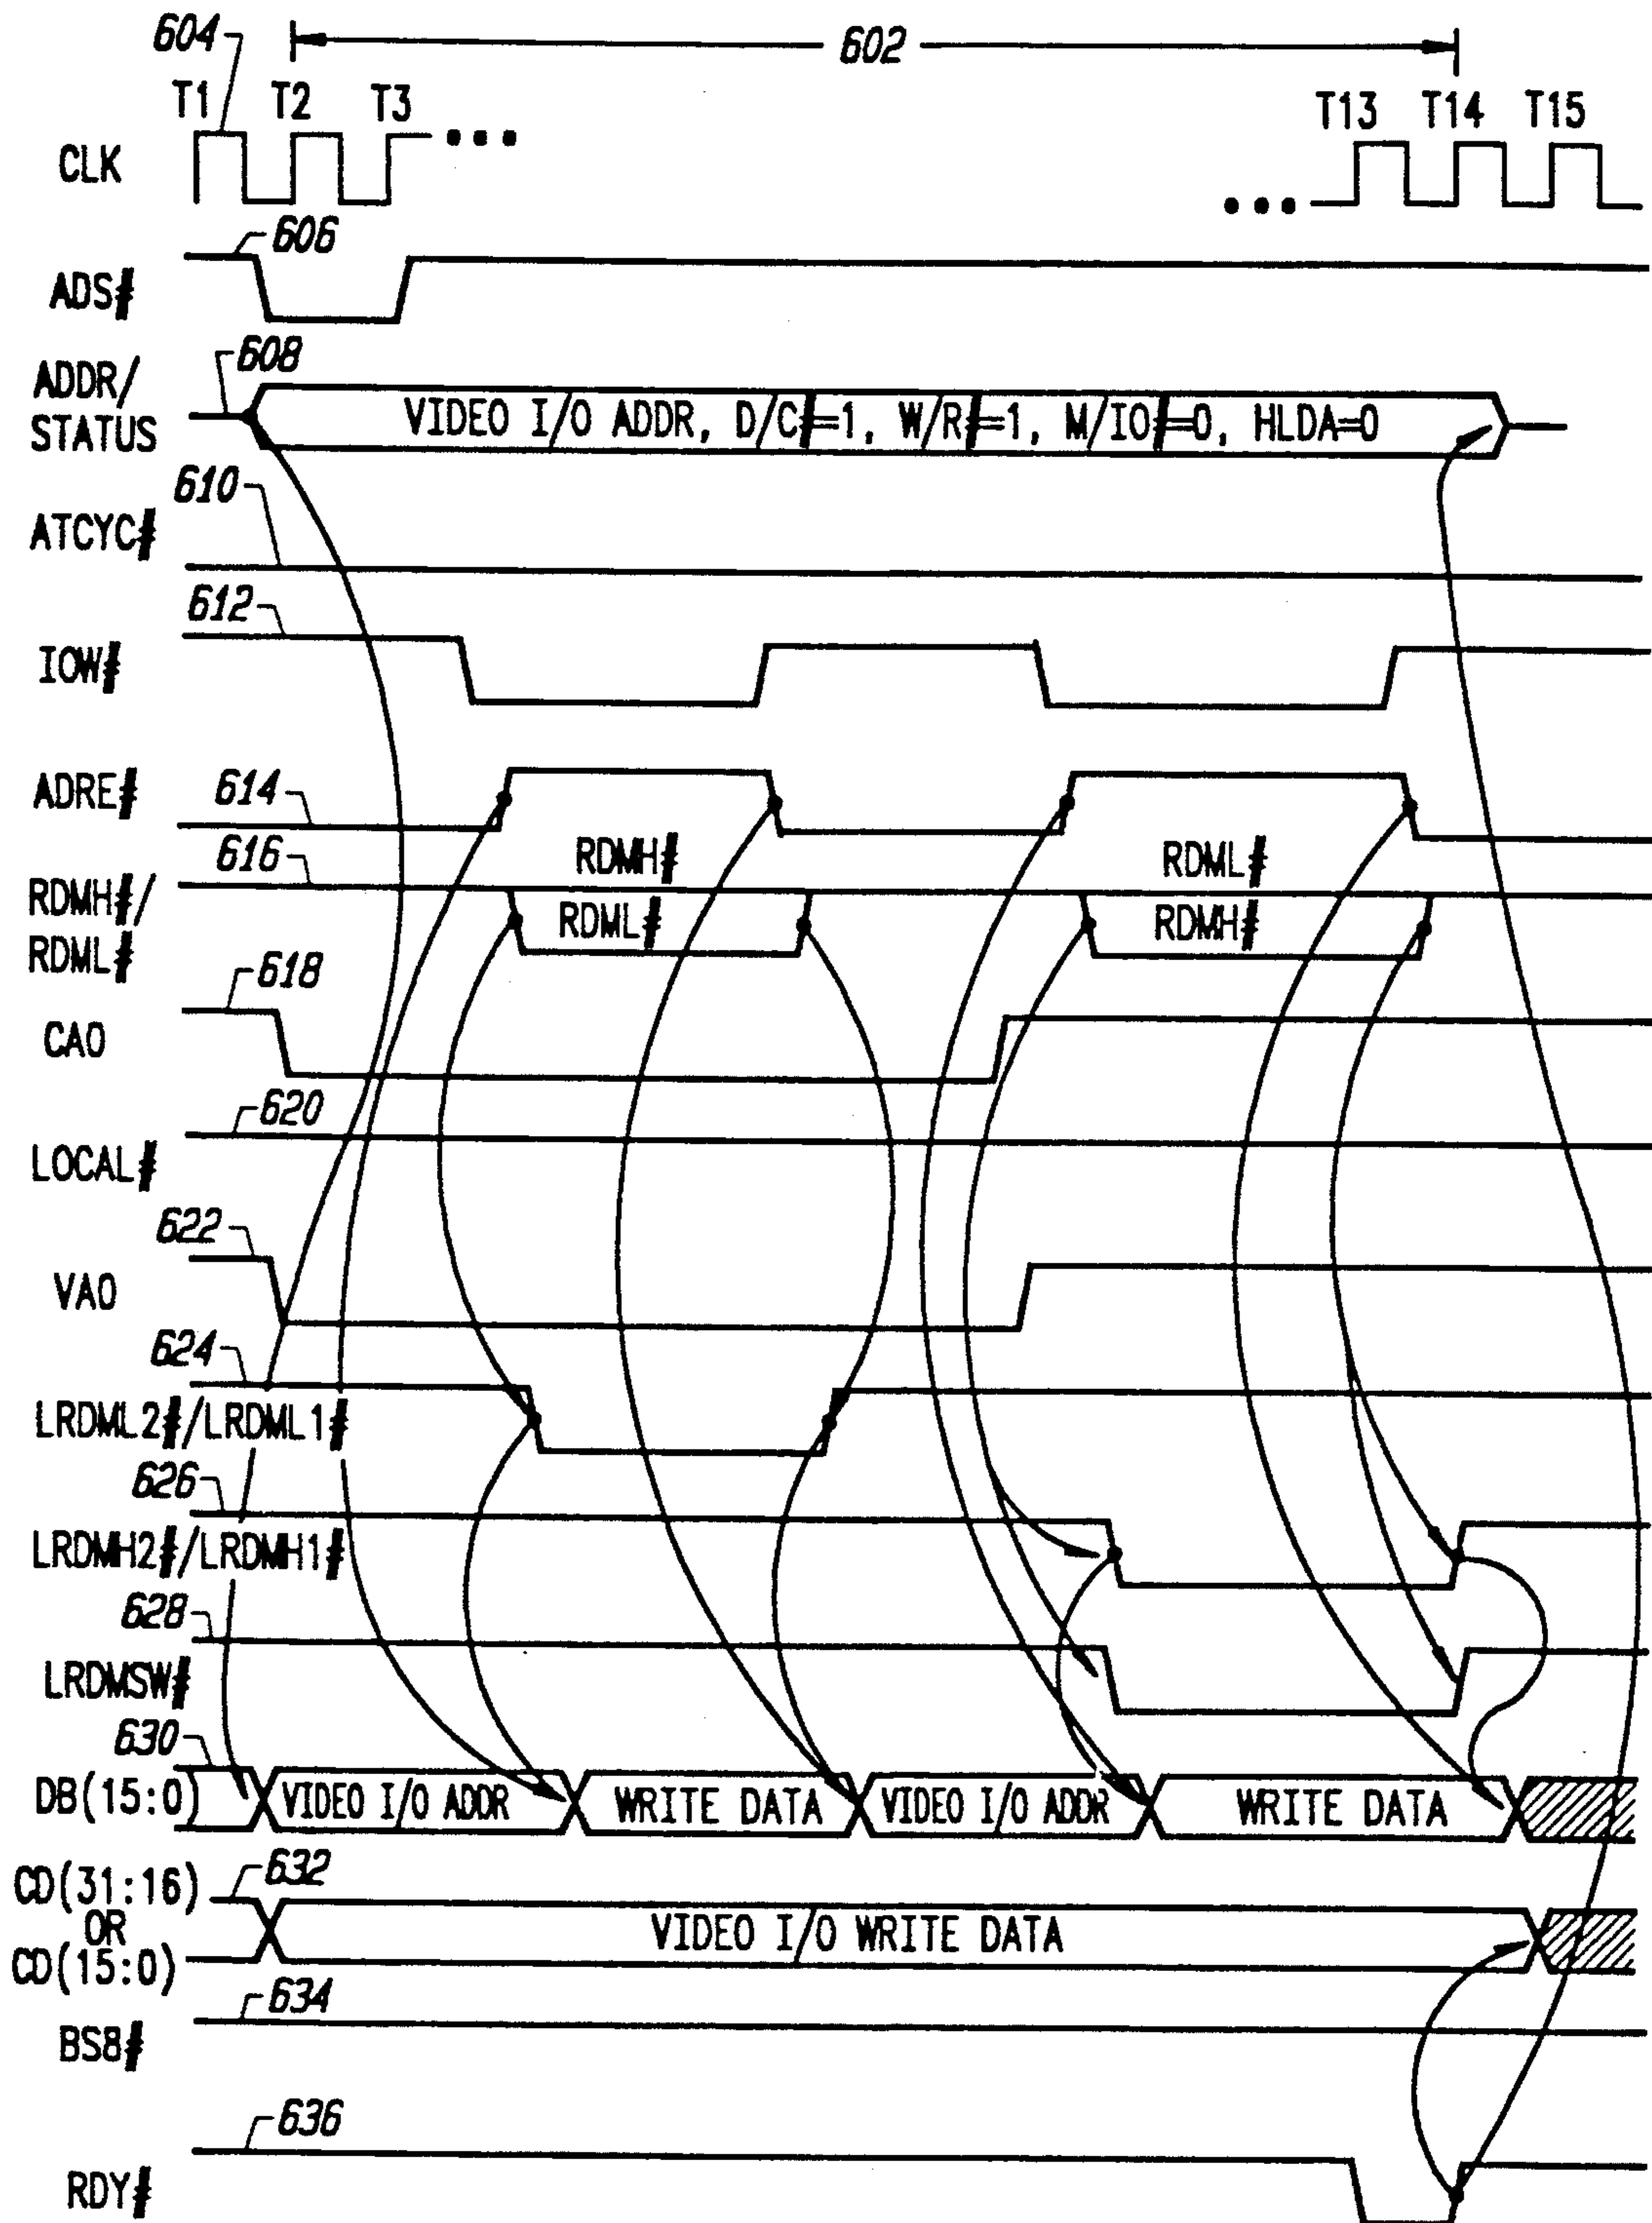 604
602
T1 T2 T3 ••• T13 T14 T15
CLK
•••
606
ADS#
608
ADDR/
STATUS
VIDEO I/O ADDR, D/C#=1, W/R#=1, M/IO#=0, HLDA=0
610
ATCYC#
612
IOW#
ADRE#
614
616
RDMH#
RDML#
RDMH#/
RDML#
RDML#
RDMH#
618
CA0
620
LOCAL#
622
VA0
624
LRDML2#/LRDML1#
626
LRDMH2#/LRDMH1#
628
LRDMSW#
630
DB(15:0)
VIDEO I/O ADDR
WRITE DATA
VIDEO I/O ADDR
WRITE DATA
632
CD(31:16)
OR
CD(15:0)
VIDEO I/O WRITE DATA
634
BS8#
636
RDY#